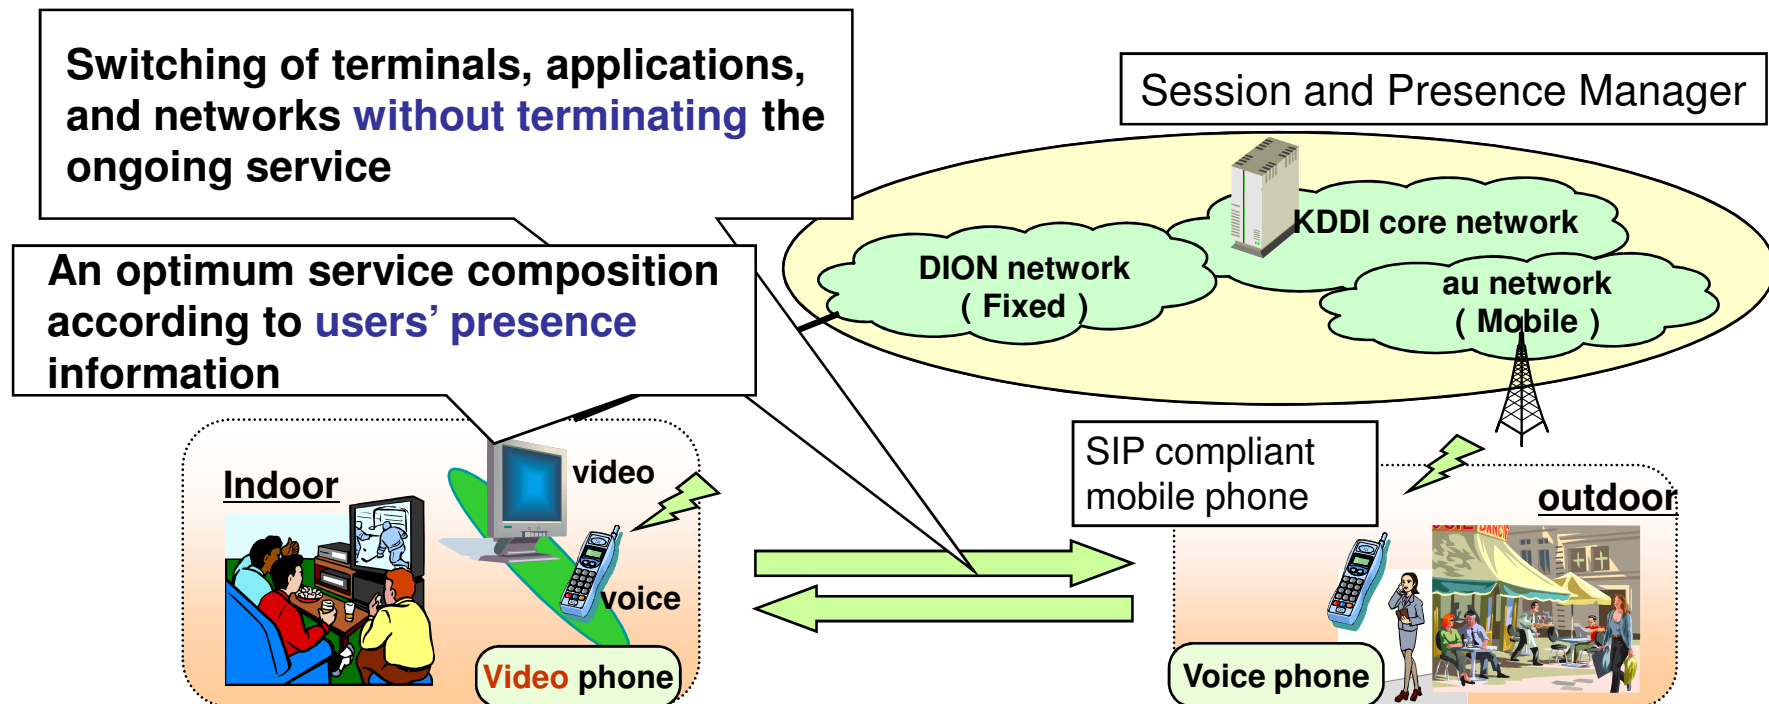 Switching of terminals, applications,
and networks without terminating the
ongoing service
Session and Presence Manager
An optimum service composition
according to users’ presence
information
KDDI core network
DION network
( Fixed )
au network
( Mobile )
SIP compliant
mobile phone
Indoor
video
voice
Video phone
outdoor
Voice phone